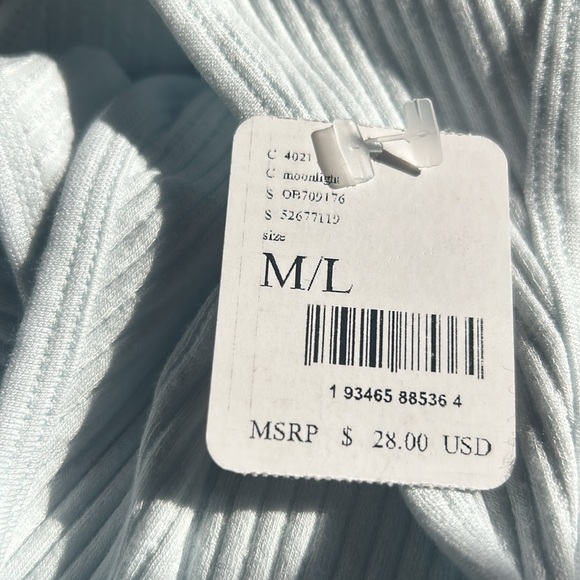 C 4021
C moonlight
S OB709176
S 52677119
size
M/L
1 93465 88536 4
MSRP $ 28.00 USD